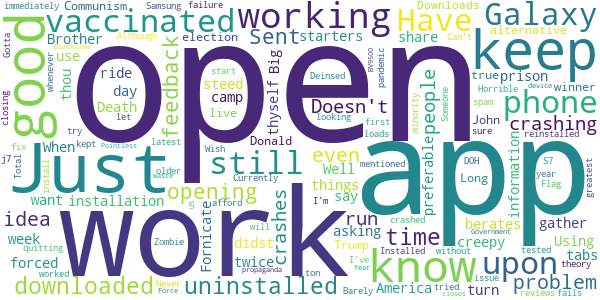 immediately Communism. Samsung failure Downloads Galaxy
vaccinated working Have alternative
Brother election Sent starters share Can't keep
Gotta use thou Although feedback Blackview BV9500 pandemic
good open true prison
whenever ride steed start Deinsed Horrible winner
closing day camp thyself Big Doesn't phone
Death let live looking people Someone spam device
try Just still first minority crashing
fix kept latest Wish Donald loads preferable John sure reinstalled
j7 When older Currently even app information DOH S7
Total install want installation side opening Well mentioned Long year Flag greatest
idea work US afford things I'm say crashed
week quitting Fornicate crashes will run asking time know upon gather
forced worked Zombie didst twice Trump Installed without berates creepy Using tabs
downloaded Never Force uninstalled propaganda I've fear ton Barely America tried closes turn issue reviews tested Government problem theory fails
Pointless